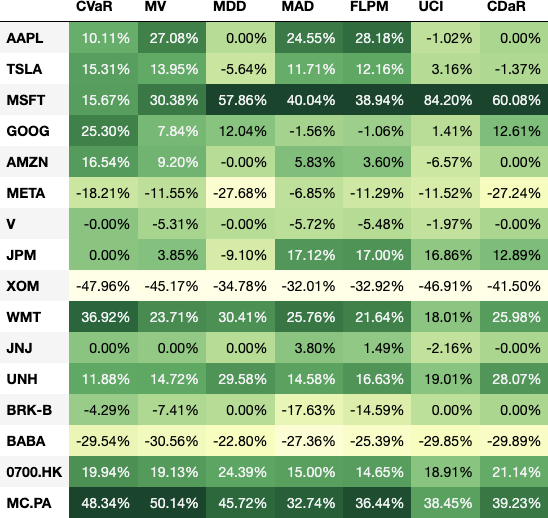 CVaR MV MDD MAD FLPM UCI CDaR
AAPL 10.11% 27.08% 0.00% 24.55% 28.18% -1.02% 0.00%
TSLA 15.31% 13.95% -5.64% 11.71% 12.16% 3.16% -1.37%
MSFT 15.67% 30.38% 57.86% 40.04% 38.94% 84.20% 60.08%
GOOG 25.30% 7.84% 12.04% -1.56% -1.06% 1.41% 12.61%
AMZN 16.54% 9.20% -0.00% 5.83% 3.60% -6.57% 0.00%
META -18.21% -11.55% -27.68% -6.85% -11.29% -11.52% -27.24%
V -0.00% -5.31% -0.00% -5.72% -5.48% -1.97% -0.00%
JPM 0.00% 3.85% -9.10% 17.12% 17.00% 16.86% 12.89%
XOM -47.96% -45.17% -34.78% -32.01% -32.92% -46.91% -41.50%
WMT 36.92% 23.71% 30.41% 25.76% 21.64% 18.01% 25.98%
JNJ 0.00% 0.00% 0.00% 3.80% 1.49% -2.16% -0.00%
UNH 11.88% 14.72% 29.58% 14.58% 16.63% 19.01% 28.07%
BRK-B -4.29% -7.41% 0.00% -17.63% -14.59% 0.00% 0.00%
BABA -29.54% -30.56% -22.80% -27.36% -25.39% -29.85% -29.89%
0700.HK 19.94% 19.13% 24.39% 15.00% 14.65% 18.91% 21.14%
MC.PA 48.34% 50.14% 45.72% 32.74% 36.44% 38.45% 39.23%